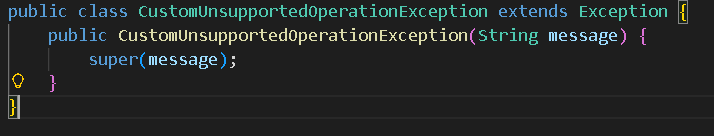 public class CustomUnsupportedOperationException extends Exception {
    public CustomUnsupportedOperationException(String message) {
        super(message);
    }
}